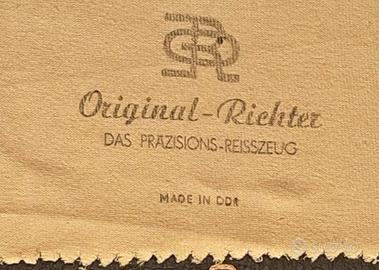 Original-Richter
DAS PRÄZISIONS-REISSZEUG
MADE IN DDR